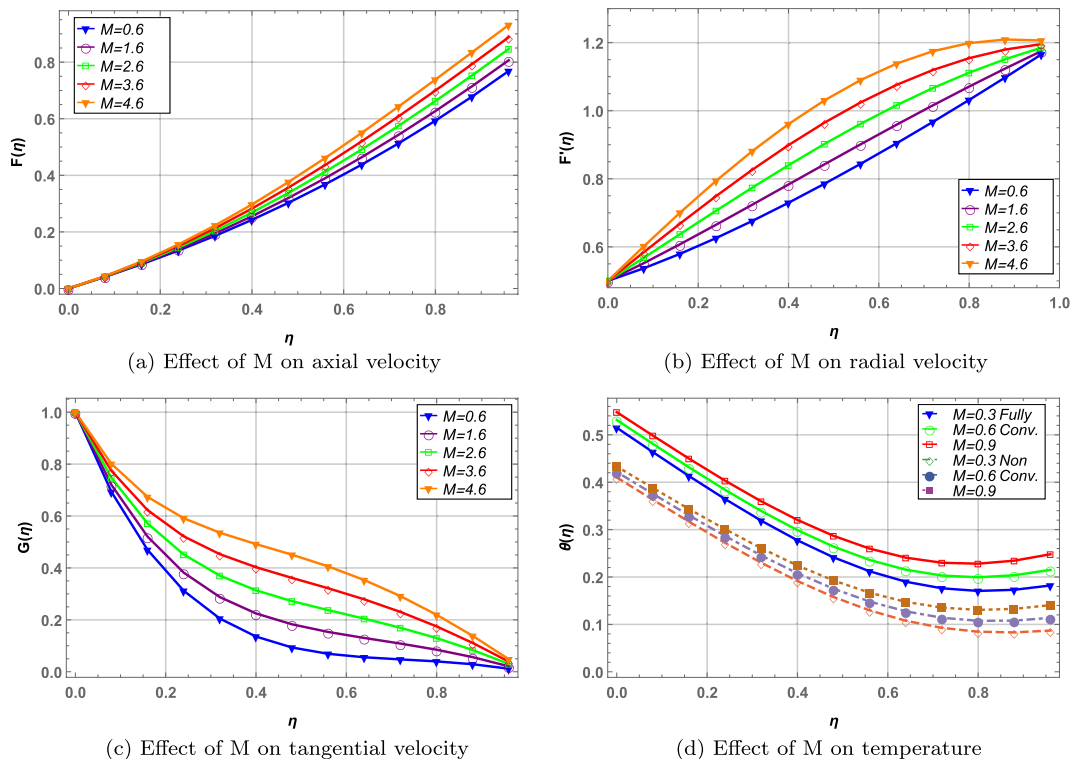 M=0.6
M=1.6
M=2.6
M=3.6
M=4.6
F(η)
0.8
0.6
0.4
0.2
0.0
0.0 0.2 0.4 0.6 0.8
η
(a) Effect of M on axial velocity
F'(η)
1.2
1.0
0.8
0.6
M=0.6
M=1.6
M=2.6
M=3.6
M=4.6
0.0 0.2 0.4 0.6 0.8 1.0
η
(b) Effect of M on radial velocity
G(η)
1.0
0.8
0.6
0.4
0.2
0.0
M=0.6
M=1.6
M=2.6
M=3.6
M=4.6
0.0 0.2 0.4 0.6 0.8
η
(c) Effect of M on tangential velocity
θ(η)
0.5
0.4
0.3
0.2
0.1
0.0
M=0.3 Fully
M=0.6 Conv.
M=0.9
M=0.3 Non
M=0.6 Conv.
M=0.9
0.0 0.2 0.4 0.6 0.8
η
(d) Effect of M on temperature